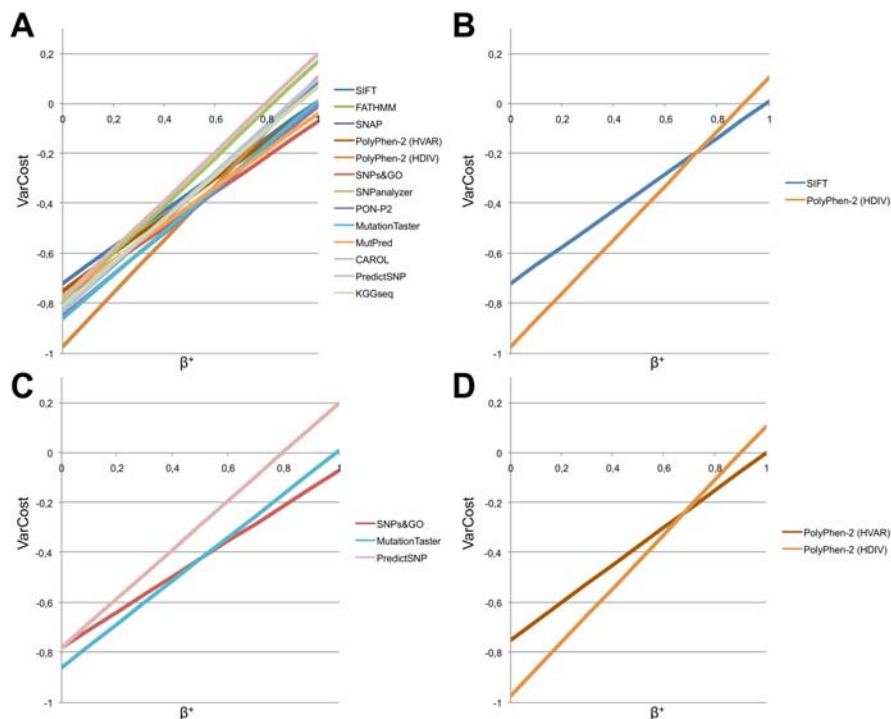 A
0,2
0
0 0,2 0,4 0,6 0,8 1
-0,2
-0,4
-0,6
-0,8
-1
VarCost
β⁺
SIFT
FATHMM
SNAP
PolyPhen-2 (HVAR)
PolyPhen-2 (HDIV)
SNPs&GO
SNPanalyzer
PON-P2
MutationTaster
MutPred
CAROL
PredictSNP
KGGseq
B
0,2
0
0 0,2 0,4 0,6 0,8 1
-0,2
-0,4
-0,6
-0,8
-1
VarCost
β⁺
SIFT
PolyPhen-2 (HDIV)
C
0,2
0
0 0,2 0,4 0,6 0,8 1
-0,2
-0,4
-0,6
-0,8
-1
VarCost
β⁺
SNPs&GO
MutationTaster
PredictSNP
D
0,2
0
0 0,2 0,4 0,6 0,8 1
-0,2
-0,4
-0,6
-0,8
-1
VarCost
β⁺
PolyPhen-2 (HVAR)
PolyPhen-2 (HDIV)